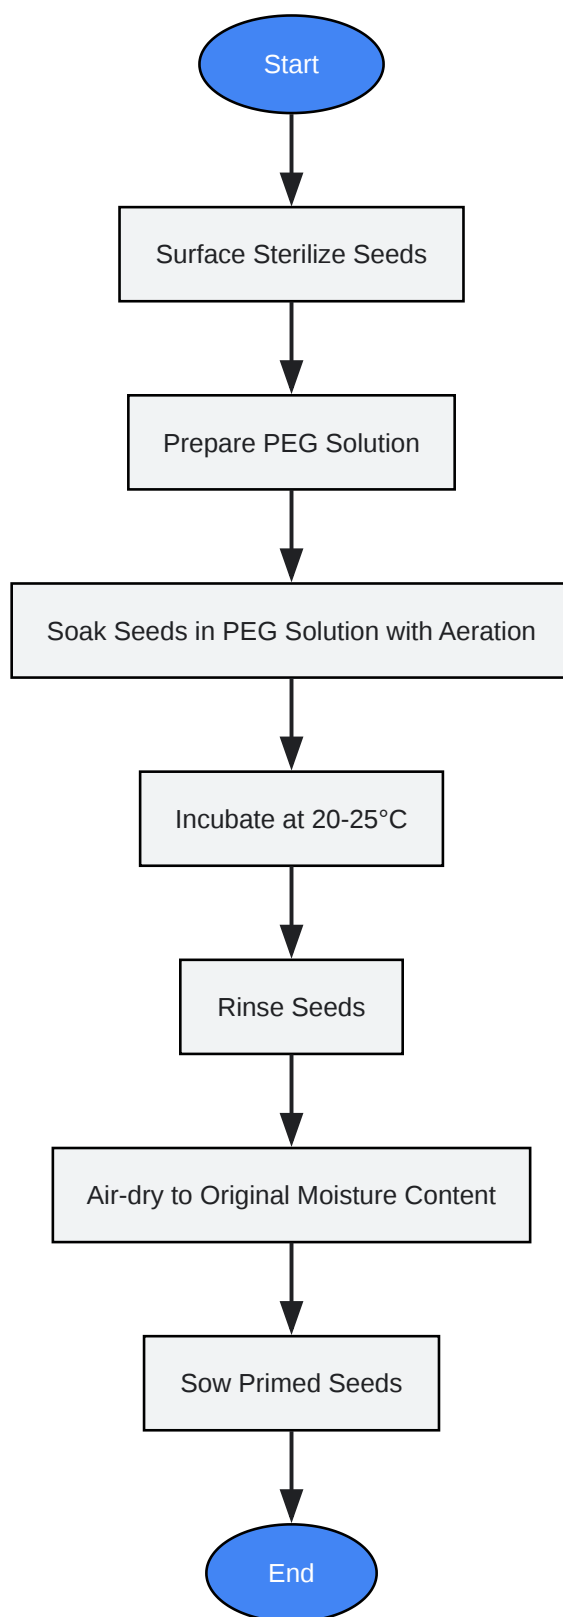 Start
Surface Sterilize Seeds
Prepare PEG Solution
Soak Seeds in PEG Solution with Aeration
Incubate at 20-25°C
Rinse Seeds
Air-dry to Original Moisture Content
Sow Primed Seeds
End